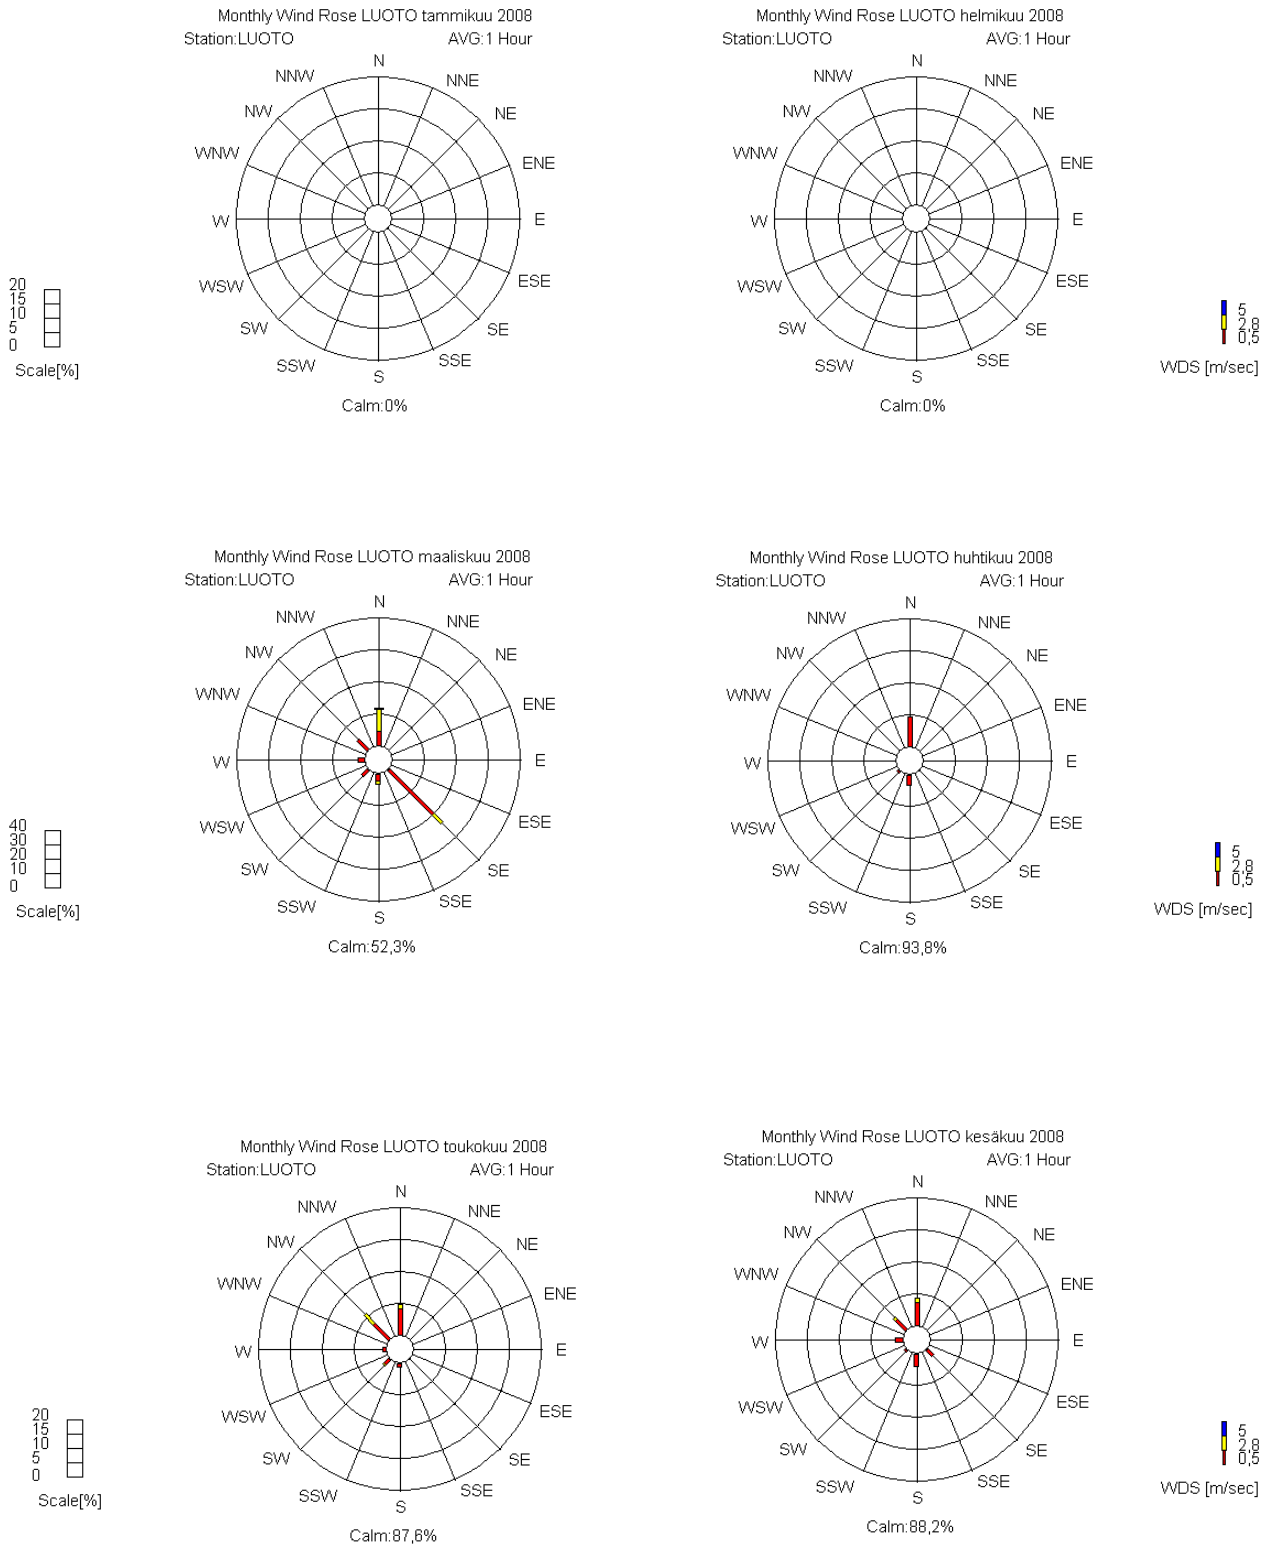 Monthly Wind Rose LUOTO tammikuu 2008
Station:LUOTO AVG:1 Hour
N
NNW NNE
NW NE
WNW ENE
W E
WSW ESE
SW SE
SSW SSE
S
Calm:0%
20
15
10
5
0
Scale[%]
Monthly Wind Rose LUOTO helmikuu 2008
Station:LUOTO AVG:1 Hour
N
NNW NNE
NW NE
WNW ENE
W E
WSW ESE
SW SE
SSW SSE
S
Calm:0%
5
2,8
0,5
WDS [m/sec]
Monthly Wind Rose LUOTO maaliskuu 2008
Station:LUOTO AVG:1 Hour
N
NNW NNE
NW NE
WNW ENE
W E
WSW ESE
SW SE
SSW SSE
S
Calm:52,3%
40
30
20
10
0
Scale[%]
Monthly Wind Rose LUOTO huhtikuu 2008
Station:LUOTO AVG:1 Hour
N
NNW NNE
NW NE
WNW ENE
W E
WSW ESE
SW SE
SSW SSE
S
Calm:93,8%
5
2,8
0,5
WDS [m/sec]
Monthly Wind Rose LUOTO toukokuu 2008
Station:LUOTO AVG:1 Hour
N
NNW NNE
NW NE
WNW ENE
W E
WSW ESE
SW SE
SSW SSE
S
Calm:87,6%
20
15
10
5
0
Scale[%]
Monthly Wind Rose LUOTO kesäkuu 2008
Station:LUOTO AVG:1 Hour
N
NNW NNE
NW NE
WNW ENE
W E
WSW ESE
SW SE
SSW SSE
S
Calm:88,2%
5
2,8
0,5
WDS [m/sec]